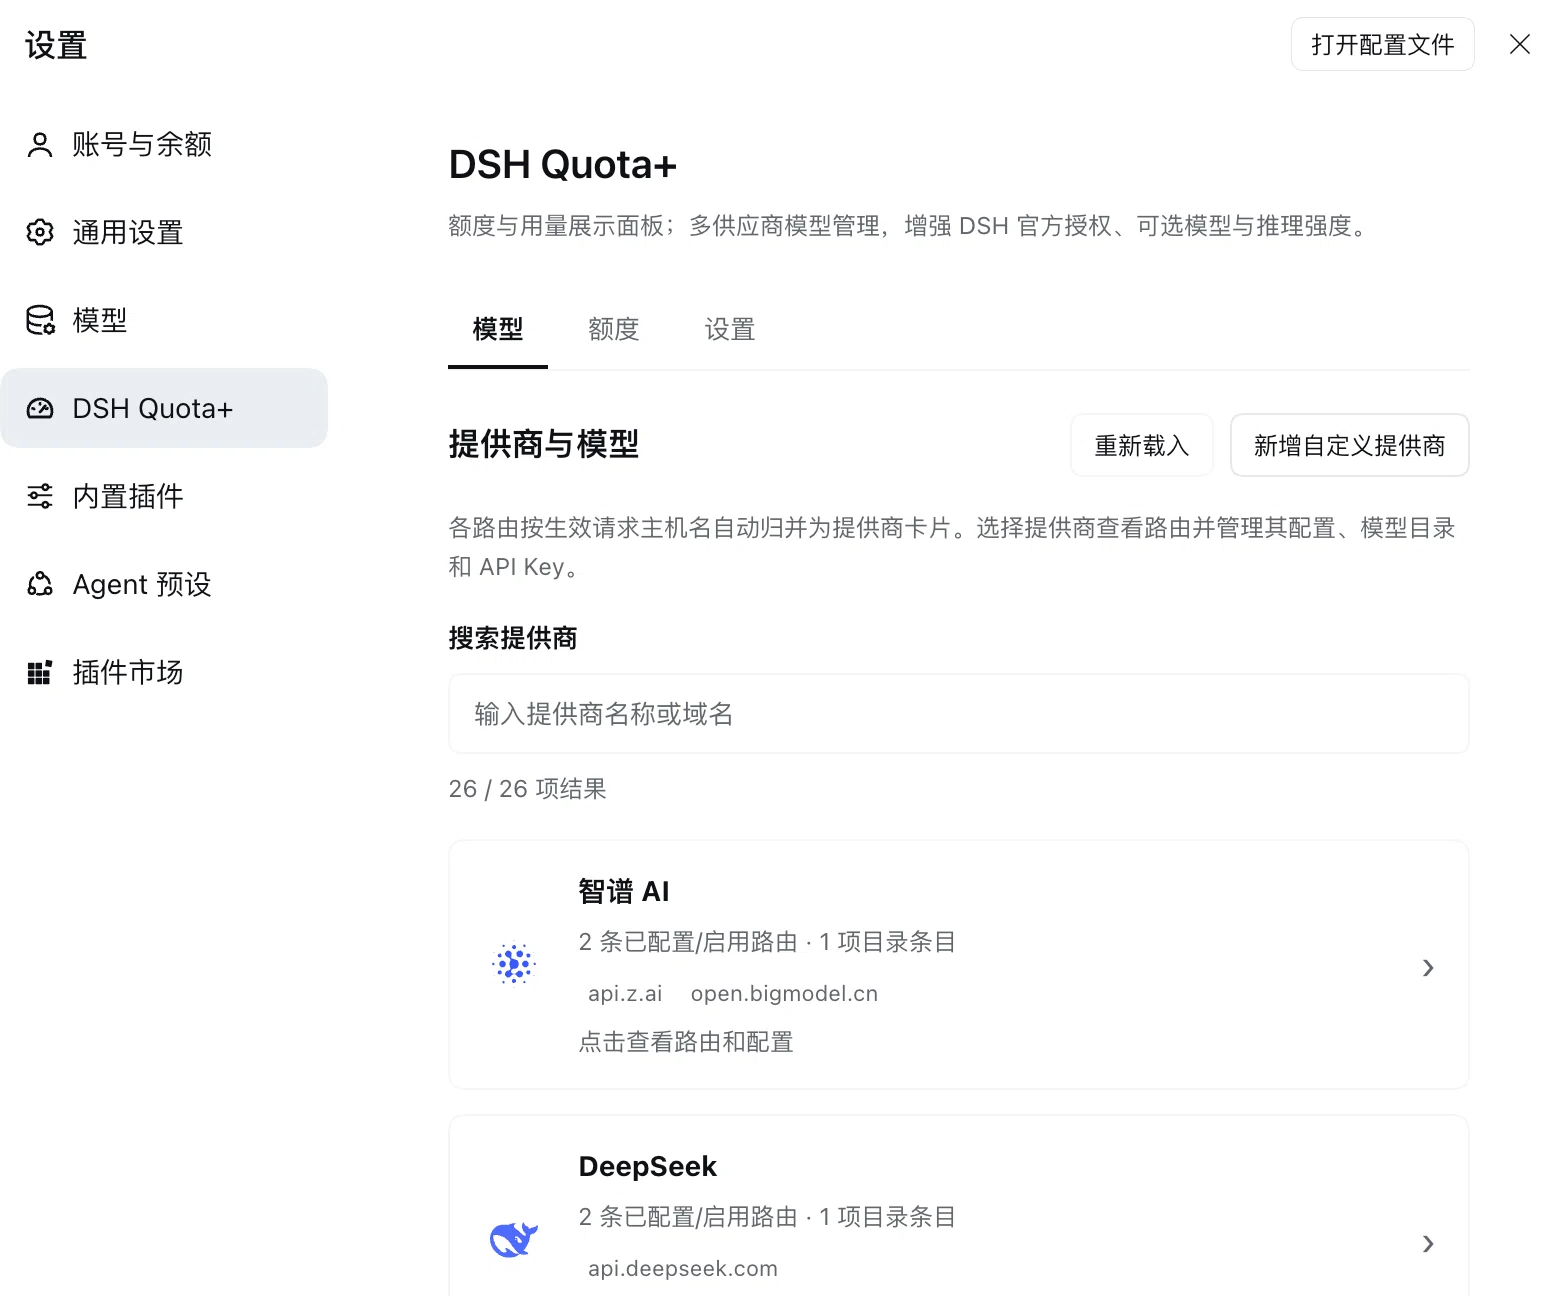 设置
打开配置文件
账号与余额
通用设置
模型
DSH Quota+
内置插件
Agent 预设
插件市场
DSH Quota+
额度与用量展示面板；多供应商模型管理，增强 DSH 官方授权、可选模型与推理强度。
模型 额度 设置
提供商与模型
重新载入
新增自定义提供商
各路由按生效请求主机名自动归并为提供商卡片。选择提供商查看路由并管理其配置、模型目录
和 API Key。
搜索提供商
输入提供商名称或域名
26 / 26 项结果
智谱 AI
2 条已配置/启用路由 · 1 项目录条目
api.z.ai open.bigmodel.cn
点击查看路由和配置
DeepSeek
2 条已配置/启用路由 · 1 项目录条目
api.deepseek.com